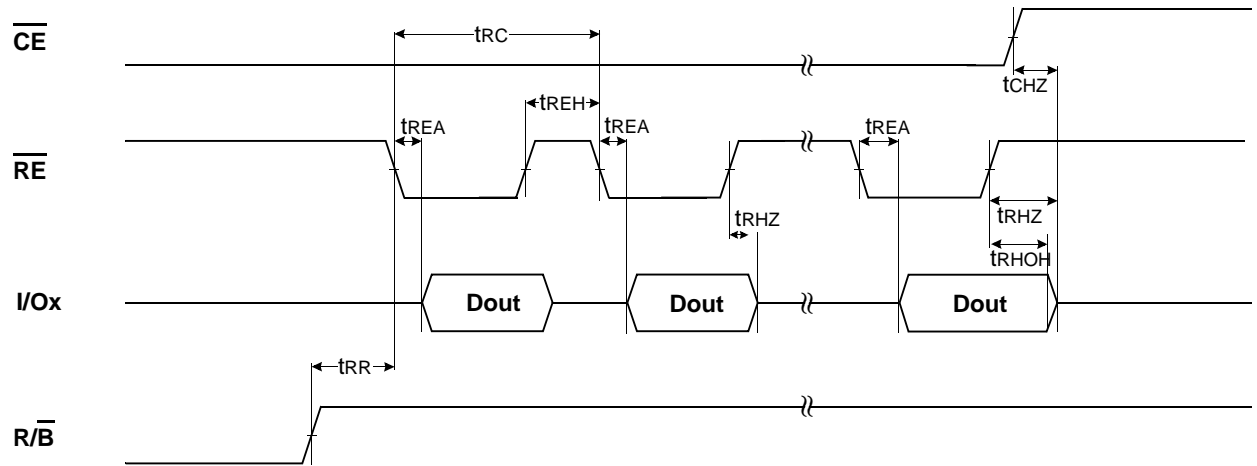 CE
tRC
tCHZ
tREH
tREA
tREA
tREA
RE
tRHZ
tRHZ
tRHOH
I/Ox
Dout
Dout
Dout
tRR
R/B